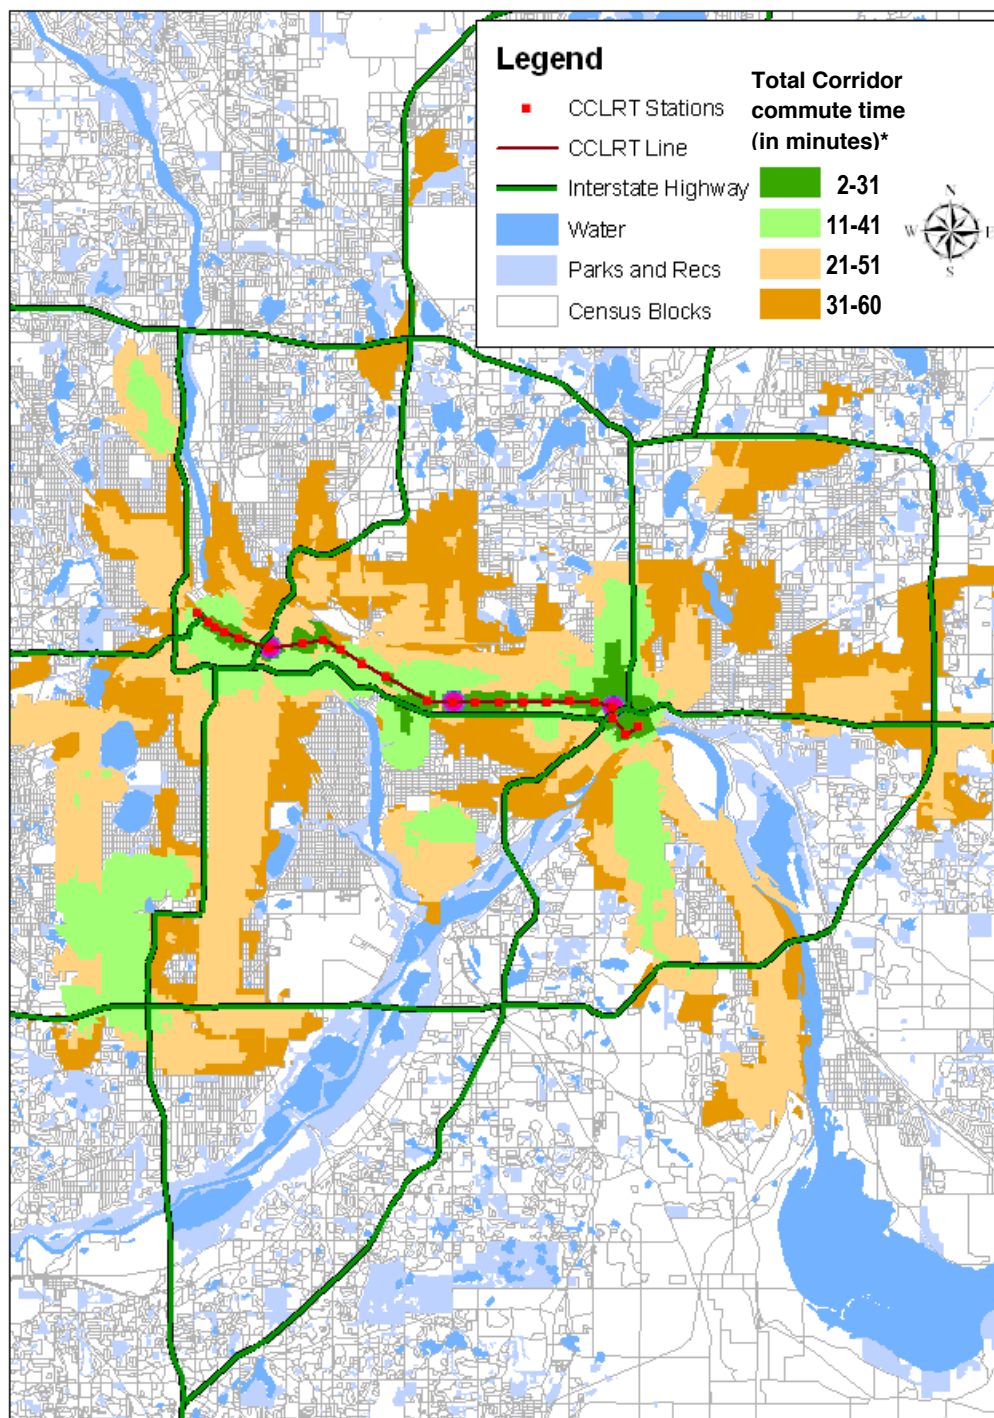 Legend
CCLRT Stations
CCLRT Line
Interstate Highway
Water
Parks and Recs
Census Blocks
Total Corridor
commute time
(in minutes)*
2-31
11-41
21-51
31-60
N
W E
S